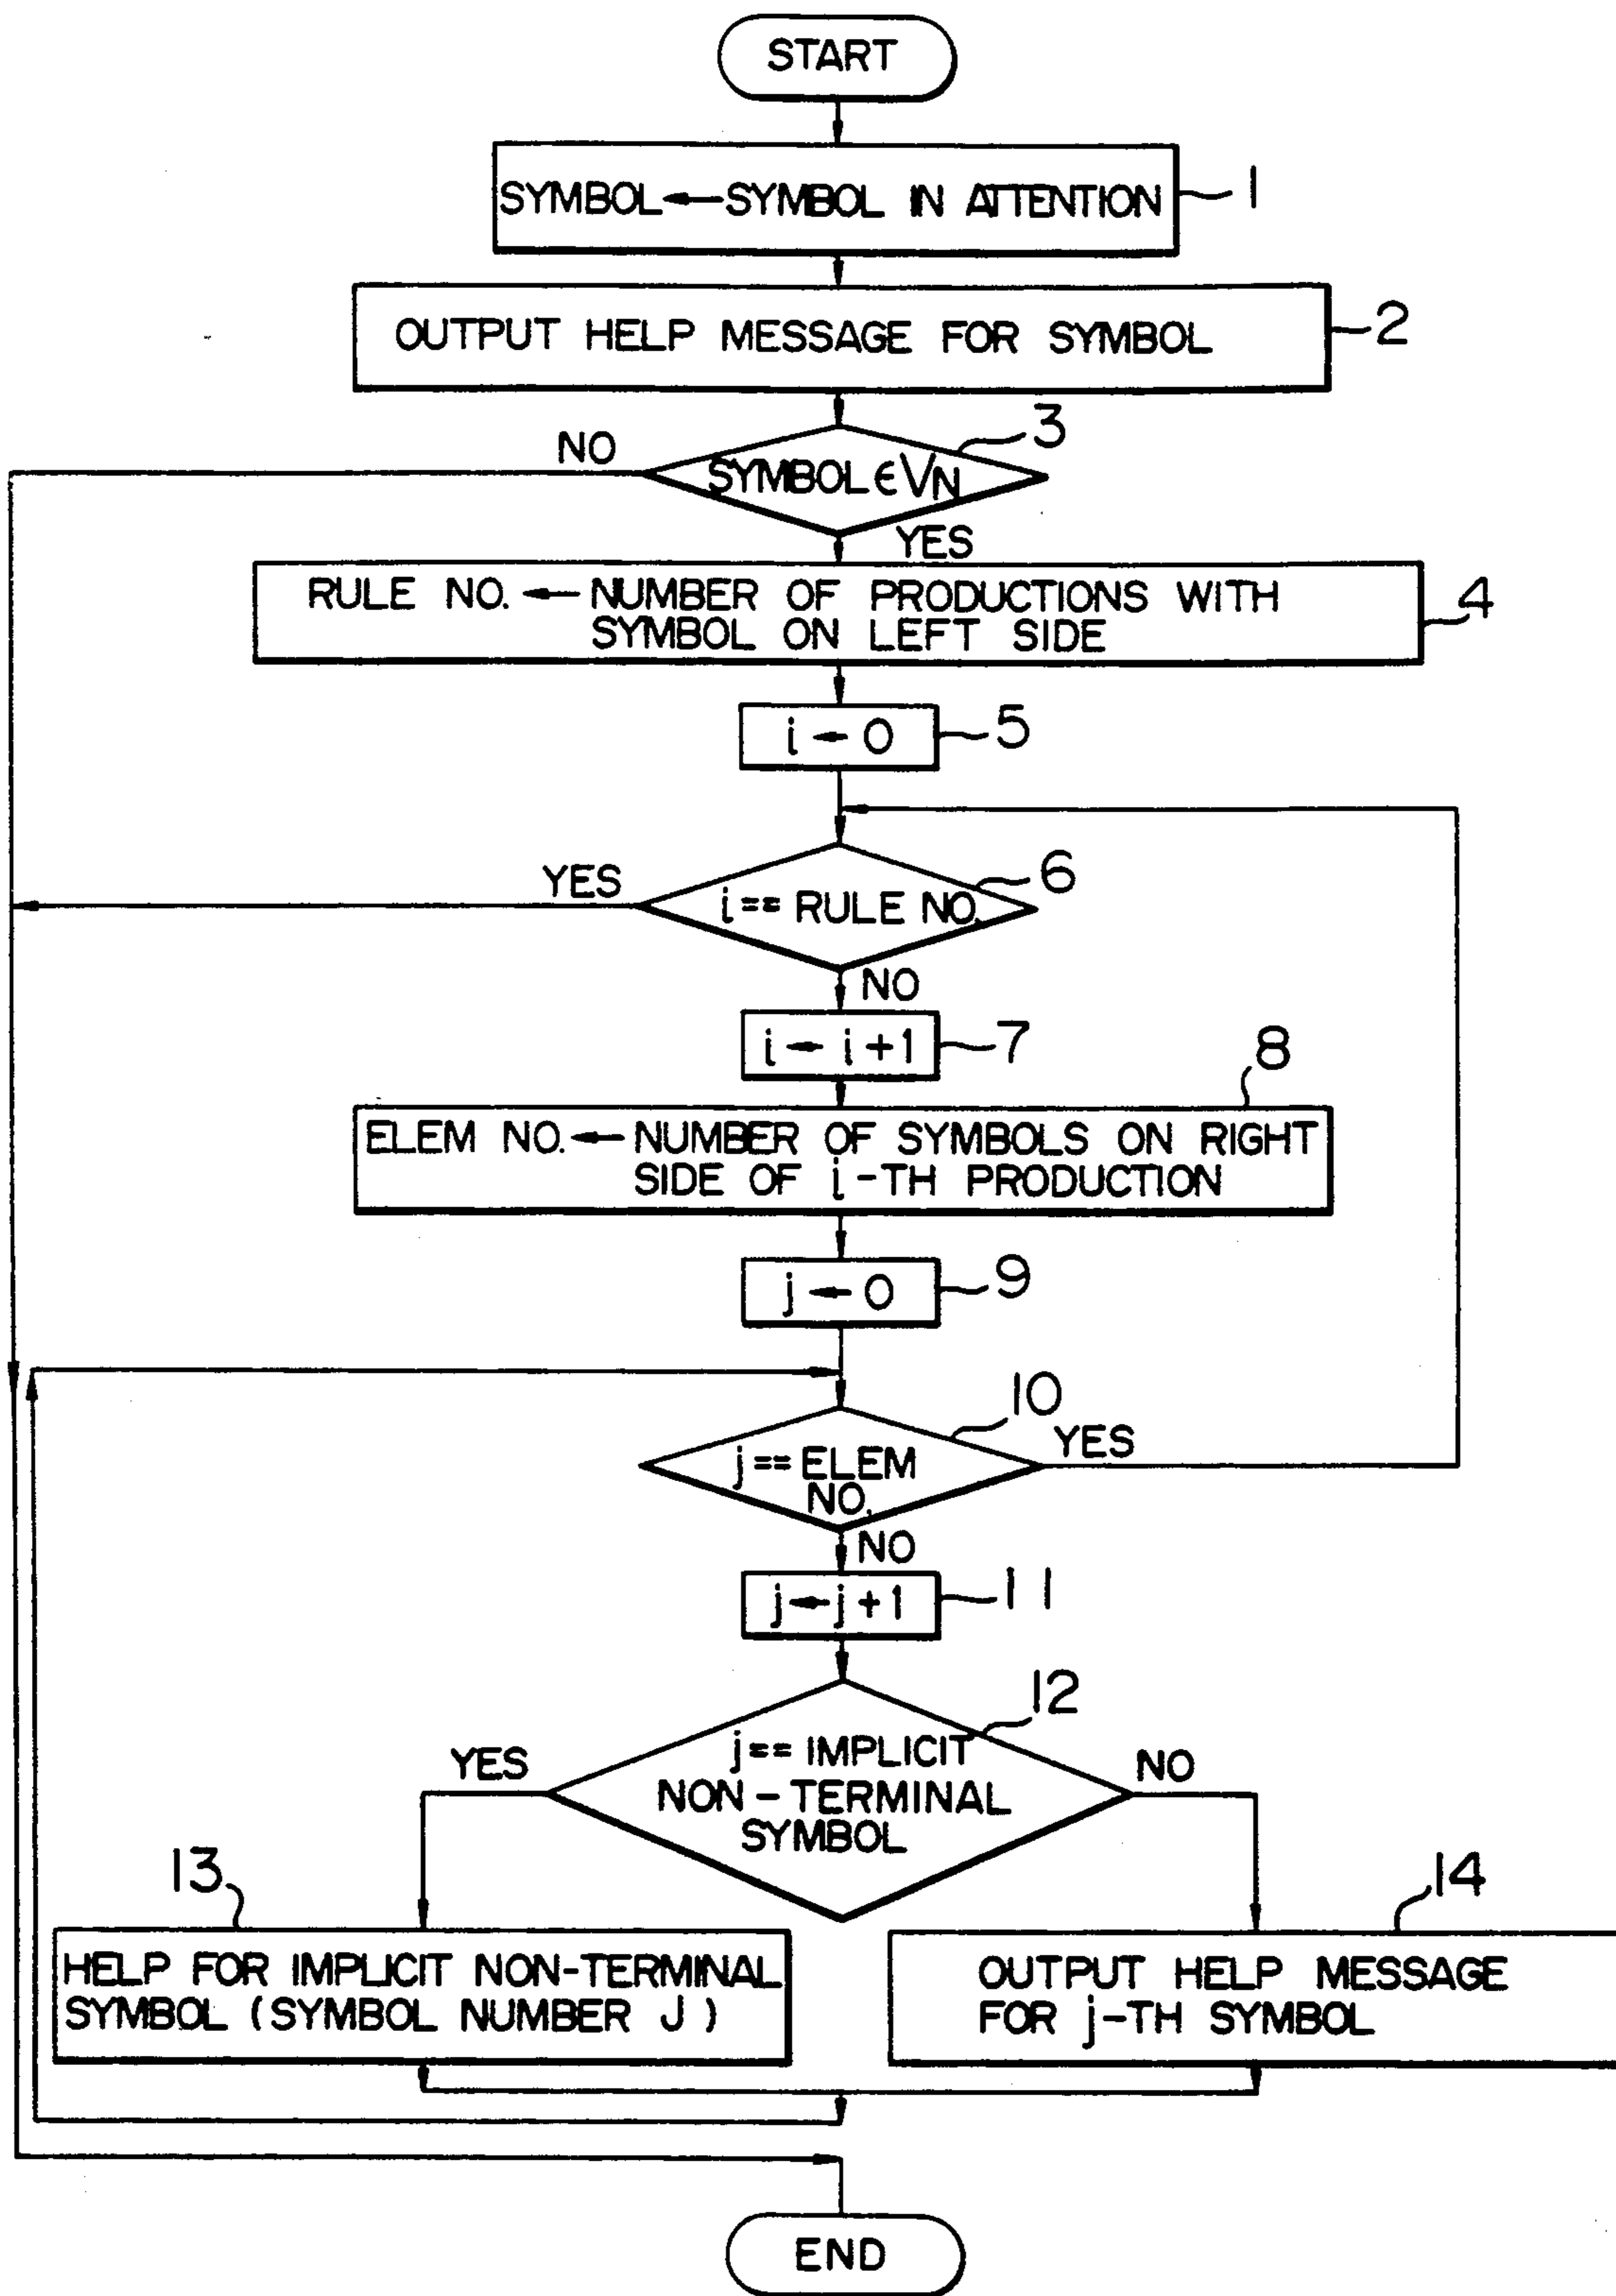 START
SYMBOL ← SYMBOL IN ATTENTION
1
OUTPUT HELP MESSAGE FOR SYMBOL
2
3
NO
SYMBOL ϵ VN
YES
RULE NO. ← NUMBER OF PRODUCTIONS WITH
SYMBOL ON LEFT SIDE
4
i ← 0
5
YES
6
i == RULE NO.
NO
i ← i +1
7
8
ELEM NO. ← NUMBER OF SYMBOLS ON RIGHT
SIDE OF i-TH PRODUCTION
j ← 0
9
10
YES
j == ELEM
NO.
NO
j ← j +1
11
12
YES
j == IMPLICIT
NON-TERMINAL
SYMBOL
NO
13
14
HELP FOR IMPLICIT NON-TERMINAL
SYMBOL (SYMBOL NUMBER J )
OUTPUT HELP MESSAGE
FOR j-TH SYMBOL
END